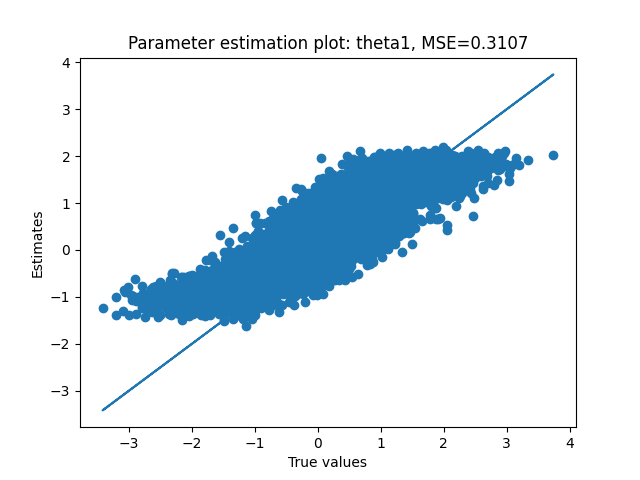 Parameter estimation plot: theta1, MSE=0.3107
4
3
2
1
0
−1
−2
−3
Estimates
−3 −2 −1 0 1 2 3 4
True values